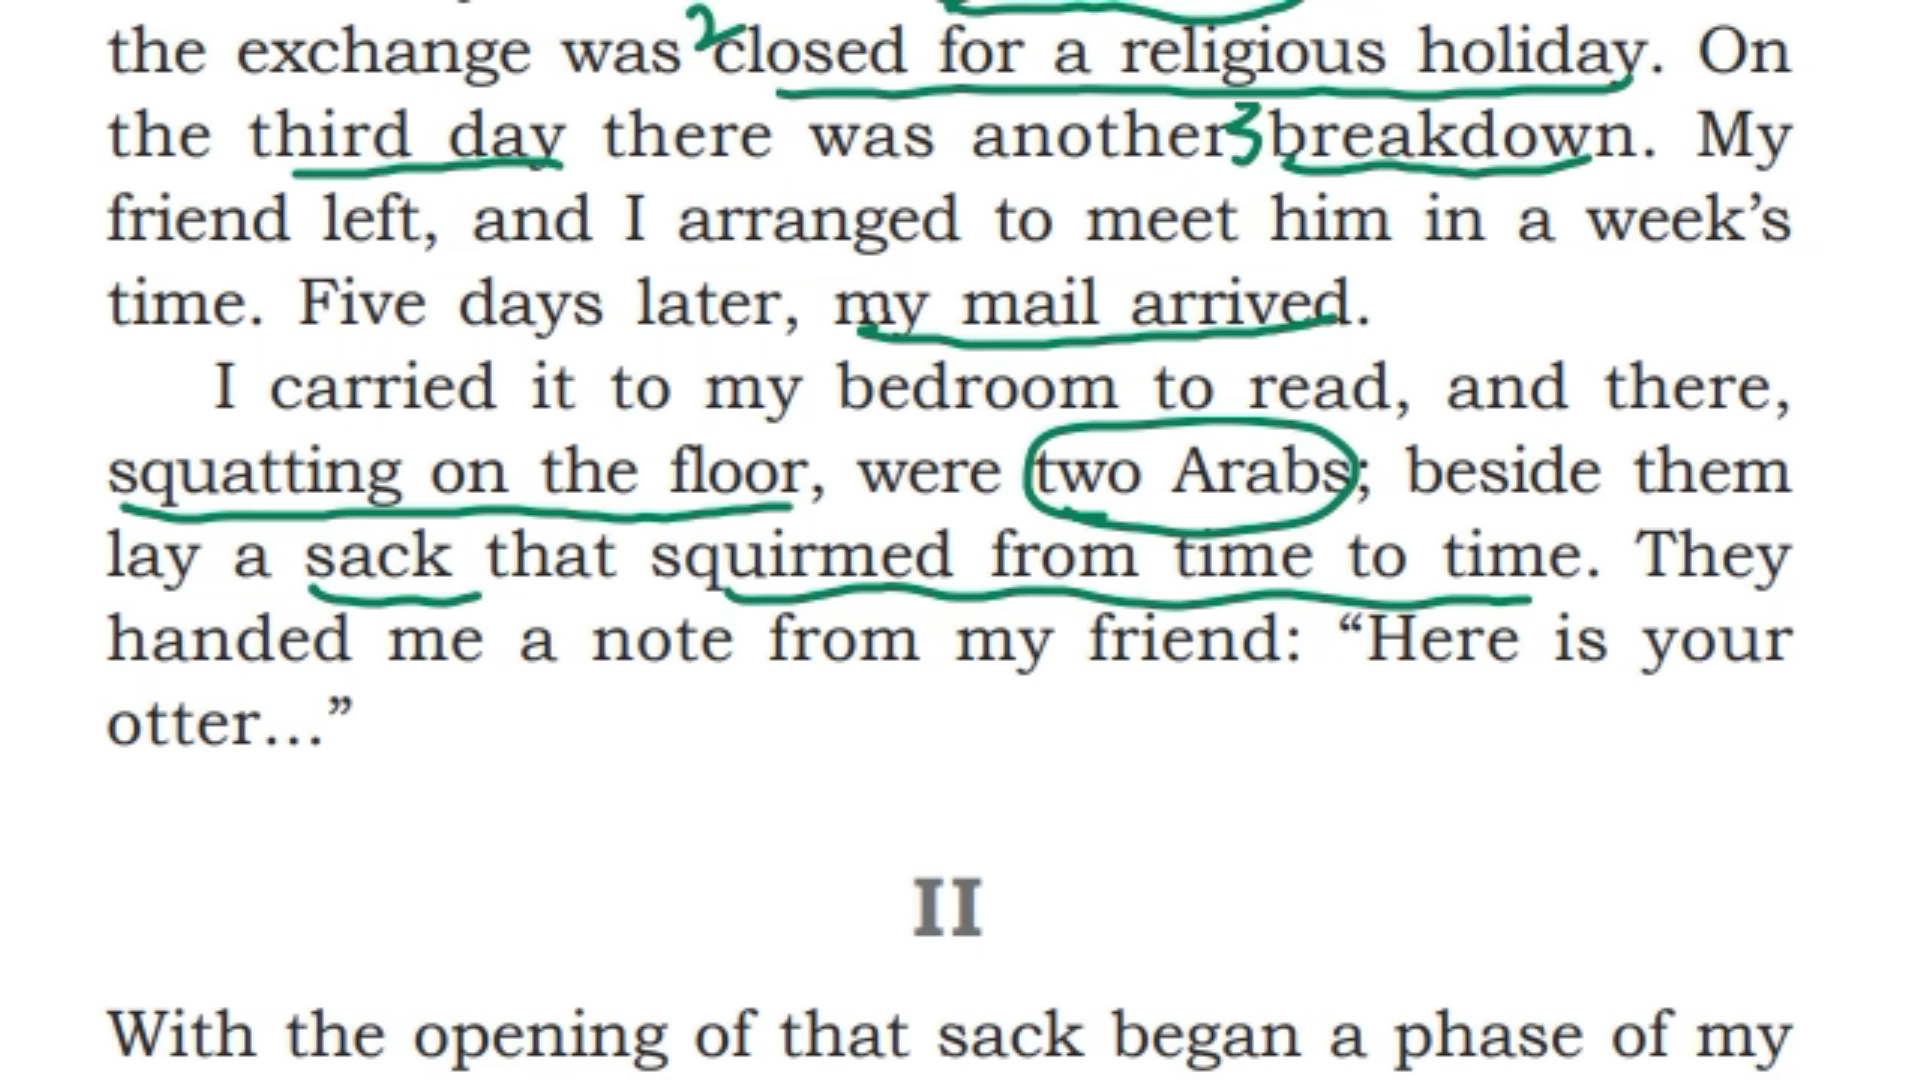 the exchange was 2 closed for a religious holiday. On
the third day there was another 3 breakdown. My
friend left, and I arranged to meet him in a week’s
time. Five days later, my mail arrived.
I carried it to my bedroom to read, and there,
squatting on the floor, were two Arabs; beside them
lay a sack that squirmed from time to time. They
handed me a note from my friend: “Here is your
otter...”
II
With the opening of that sack began a phase of my